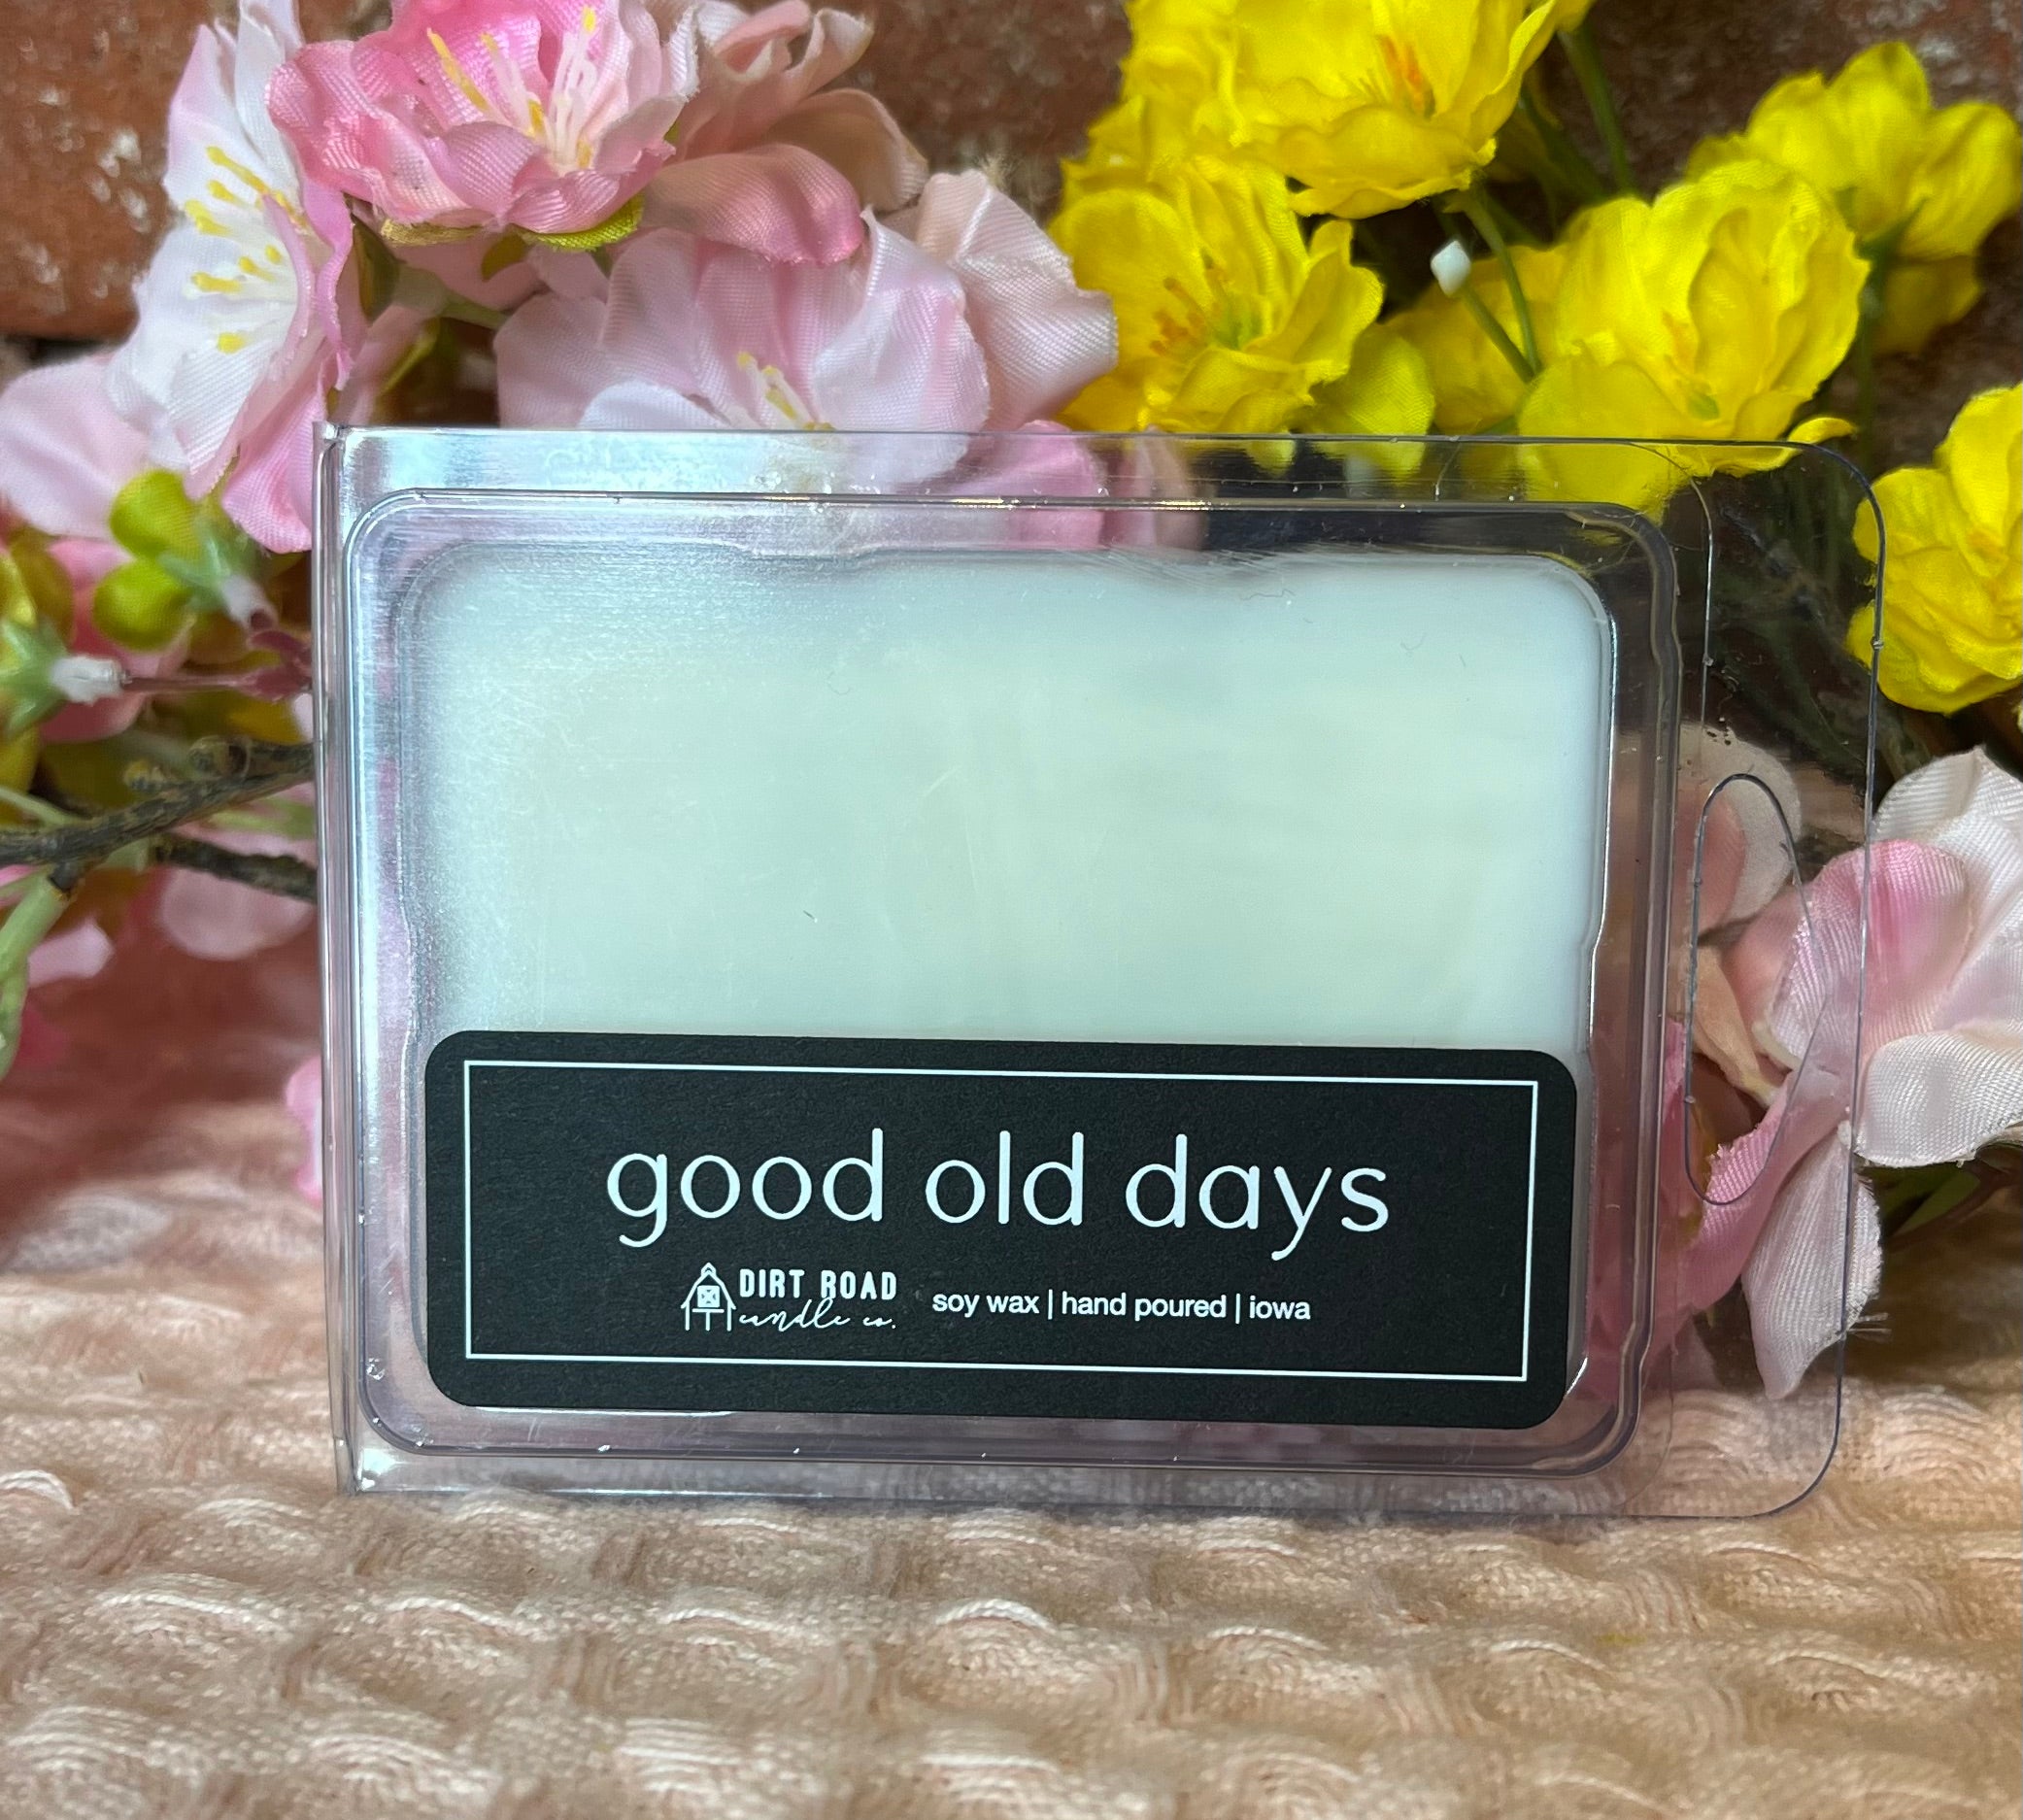 good old days
DIRT ROAD
candle co.
soy wax | hand poured | iowa